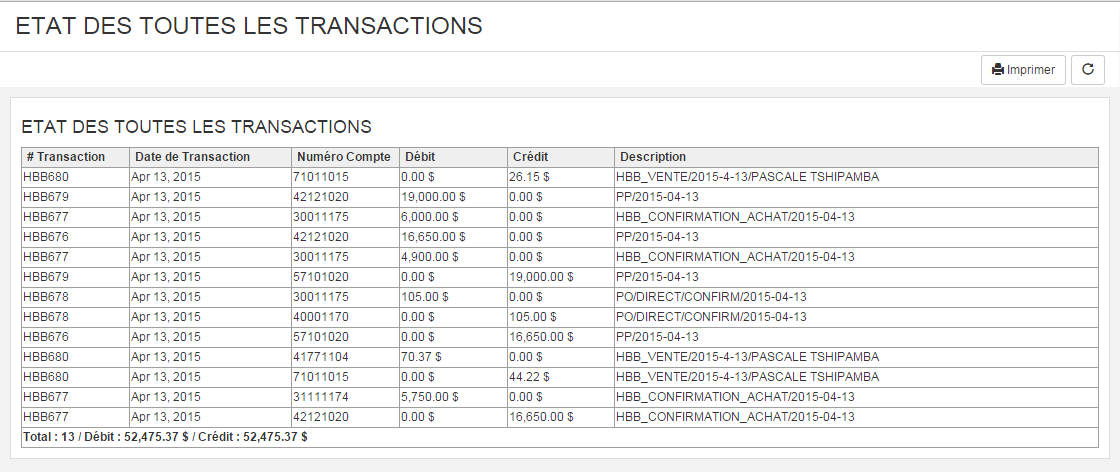 ETAT DES TOUTES LES TRANSACTIONS
Imprimer
ETAT DES TOUTES LES TRANSACTIONS
# Transaction Date de Transaction Numéro Compte Débit Crédit Description
HBB680 Apr 13, 2015 71011015 0.00 $ 26.15 $ HBB_VENTE/2015-4-13/PASCALE TSHIPAMBA
HBB679 Apr 13, 2015 42121020 19,000.00 $ 0.00 $ PP/2015-04-13
HBB677 Apr 13, 2015 30011175 6,000.00 $ 0.00 $ HBB_CONFIRMATION_ACHAT/2015-04-13
HBB676 Apr 13, 2015 42121020 16,650.00 $ 0.00 $ PP/2015-04-13
HBB677 Apr 13, 2015 30011175 4,900.00 $ 0.00 $ HBB_CONFIRMATION_ACHAT/2015-04-13
HBB679 Apr 13, 2015 57101020 0.00 $ 19,000.00 $ PP/2015-04-13
HBB678 Apr 13, 2015 30011175 105.00 $ 0.00 $ PO/DIRECT/CONFIRM/2015-04-13
HBB678 Apr 13, 2015 40001170 0.00 $ 105.00 $ PO/DIRECT/CONFIRM/2015-04-13
HBB676 Apr 13, 2015 57101020 0.00 $ 16,650.00 $ PP/2015-04-13
HBB680 Apr 13, 2015 41771104 70.37 $ 0.00 $ HBB_VENTE/2015-4-13/PASCALE TSHIPAMBA
HBB680 Apr 13, 2015 71011015 0.00 $ 44.22 $ HBB_VENTE/2015-4-13/PASCALE TSHIPAMBA
HBB677 Apr 13, 2015 31111174 5,750.00 $ 0.00 $ HBB_CONFIRMATION_ACHAT/2015-04-13
HBB677 Apr 13, 2015 42121020 0.00 $ 16,650.00 $ HBB_CONFIRMATION_ACHAT/2015-04-13
Total : 13 / Débit : 52,475.37 $ / Crédit : 52,475.37 $